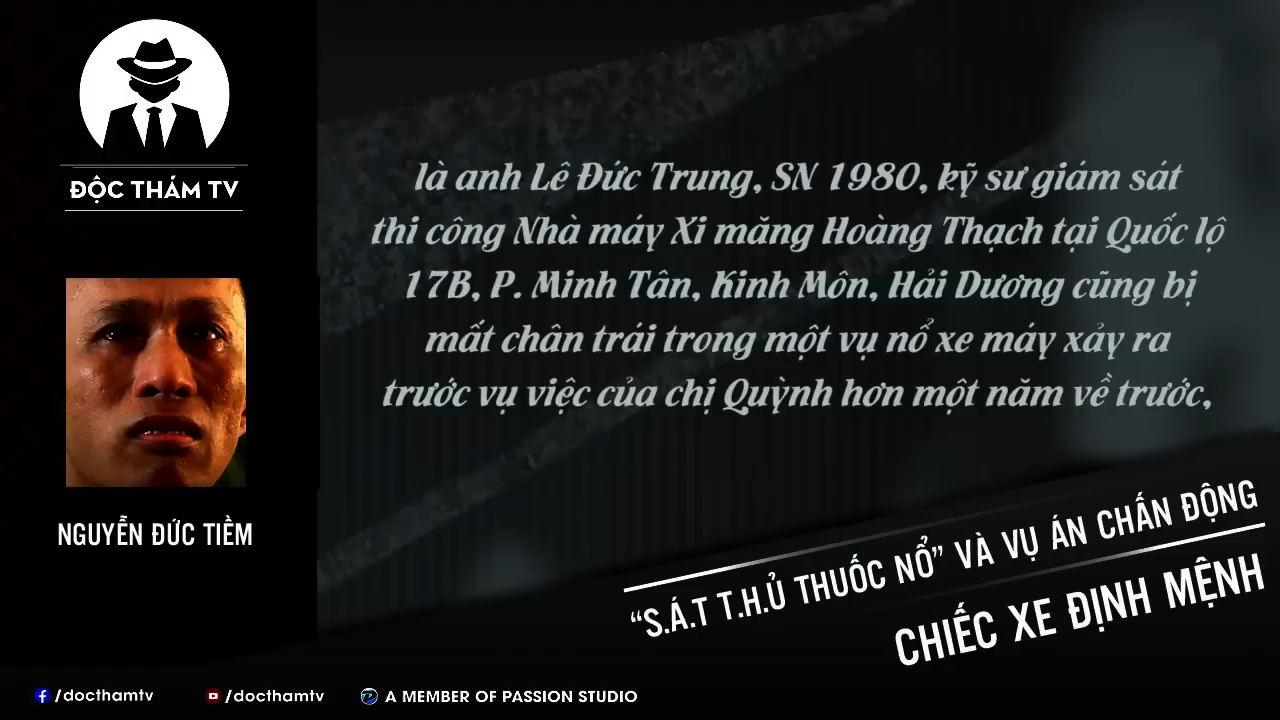 ĐỘC THÁM TV
NGUYỄN ĐỨC TIỀM
là anh Lê Đức Trung, SN 1980, kỹ sư giám sát
thi công Nhà máy Xi măng Hoàng Thạch tại Quốc lộ
17B, P. Minh Tân, Kinh Môn, Hải Dương cũng bị
mất chân trái trong một vụ nổ xe máy xảy ra
trước vụ việc của chị Quỳnh hơn một năm về trước,
“S.Á.T T.H.Ủ THUỐC NỔ” VÀ VỤ ÁN CHẤN ĐỘNG
CHIẾC XE ĐỊNH MỆNH
/docthamtv
/docthamtv
A MEMBER OF PASSION STUDIO